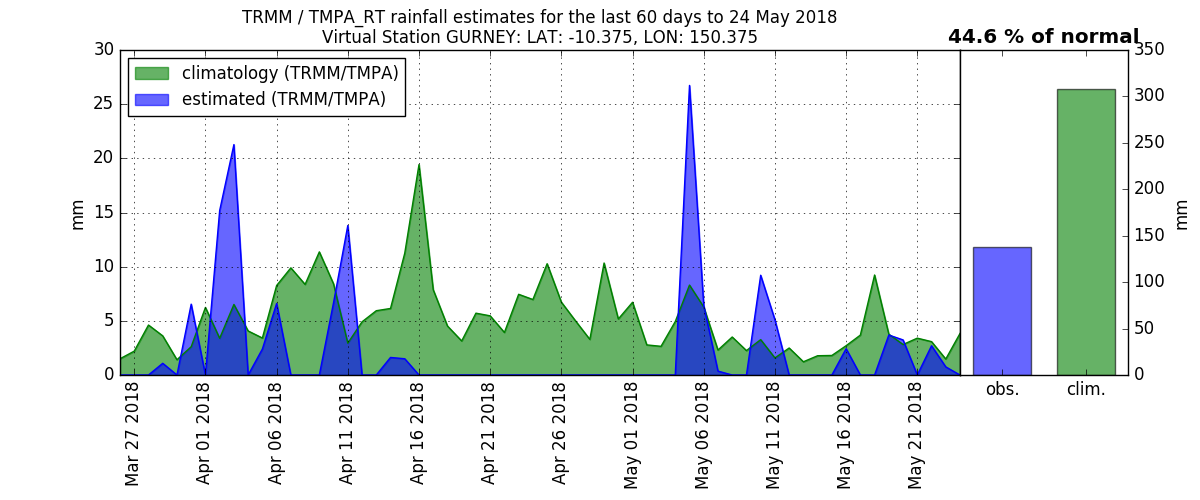 TRMM / TMPA_RT rainfall estimates for the last 60 days to 24 May 2018
Virtual Station GURNEY: LAT: -10.375, LON: 150.375
44.6 % of normal
climatology (TRMM/TMPA)
estimated (TRMM/TMPA)
30
25
20
15
10
5
0
mm
Mar 27 2018
Apr 01 2018
Apr 06 2018
Apr 11 2018
Apr 16 2018
Apr 21 2018
Apr 26 2018
May 01 2018
May 06 2018
May 11 2018
May 16 2018
May 21 2018
350
300
250
200
150
100
50
0
mm
obs.
clim.